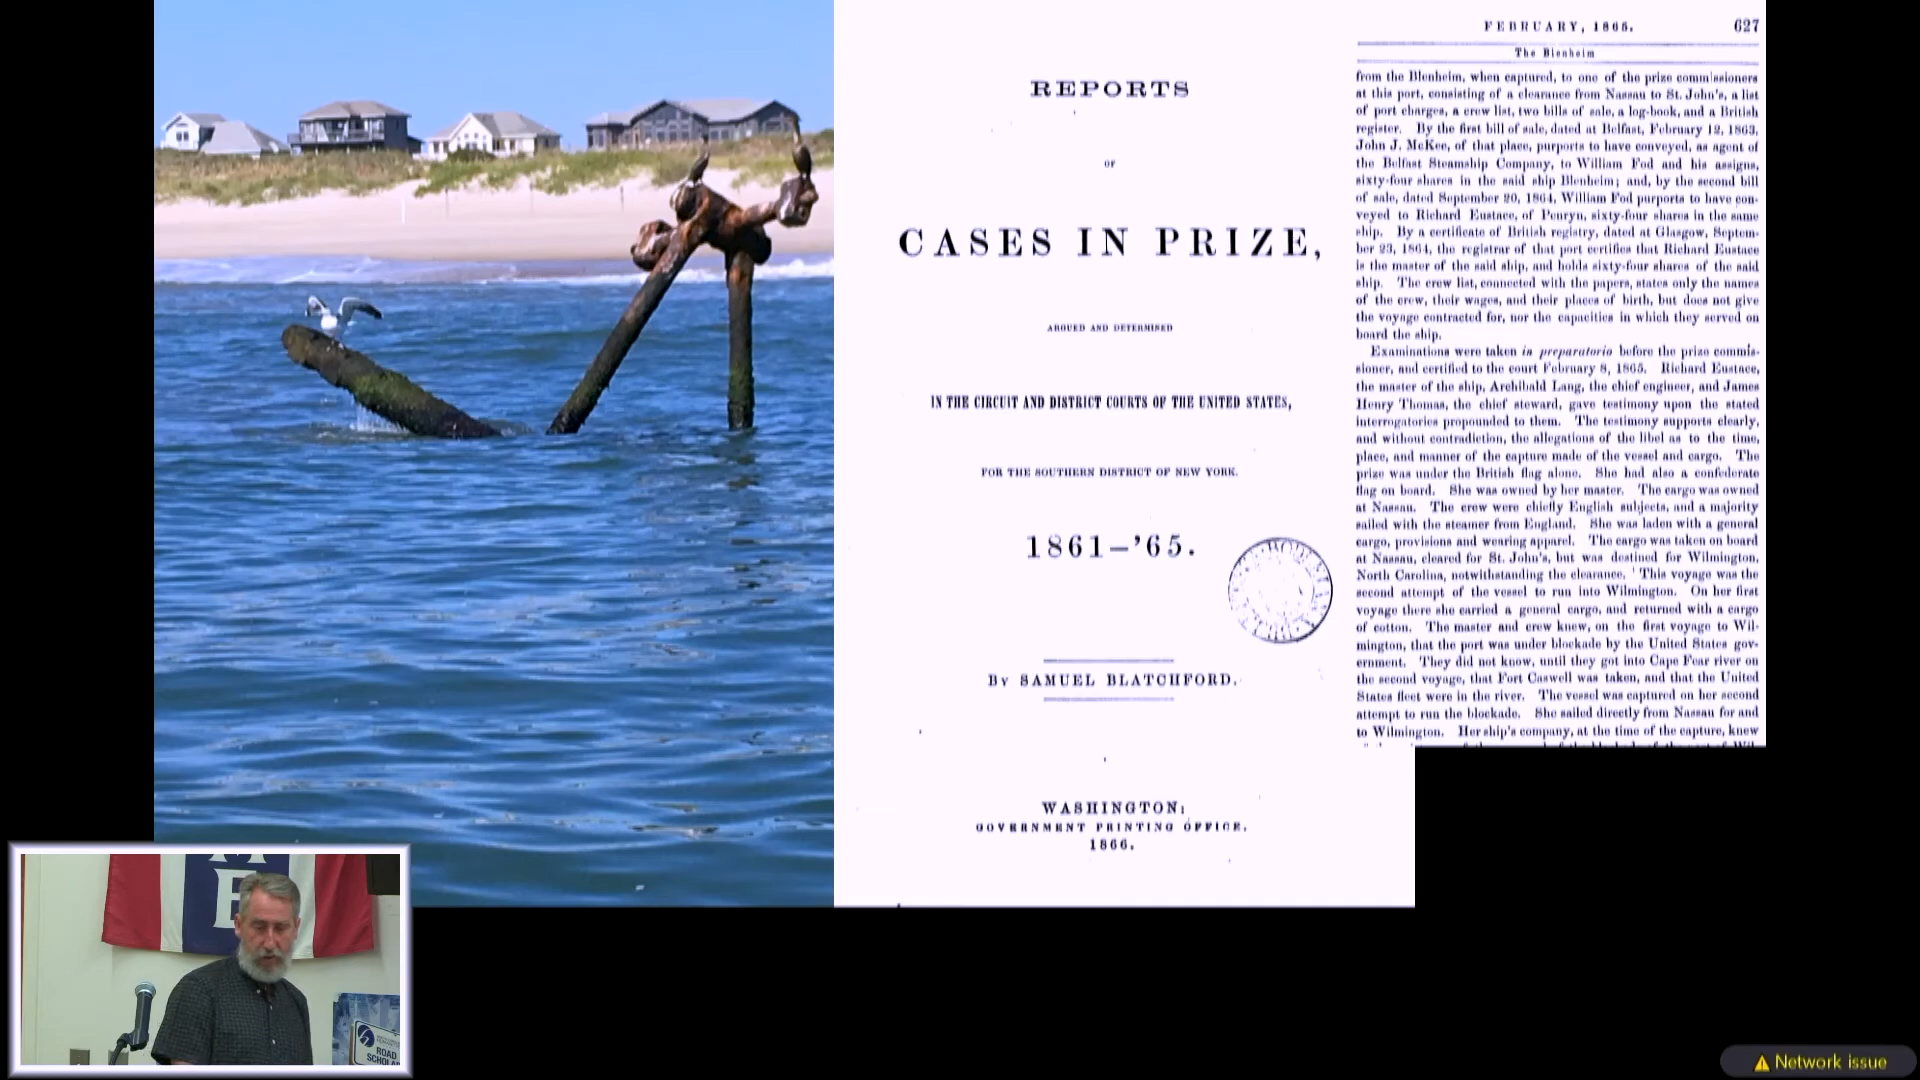 REPORTS
OF
CASES IN PRIZE,
ARGUED AND DETERMINED
IN THE CIRCUIT AND DISTRICT COURTS OF THE UNITED STATES,
FOR THE SOUTHERN DISTRICT OF NEW YORK.
1861–'65.
BY SAMUEL BLATCHFORD.
WASHINGTON:
GOVERNMENT PRINTING OFFICE.
1866.
FEBRUARY, 1865. 627
The Blenheim
from the Blenheim, when captured, to one of the prize commissioners
at this port, consisting of a clearance from Nassau to St. John's, a list
of port charges, a crew list, two bills of sale, a log-book, and a British
register. By the first bill of sale, dated at Belfast, February 12, 1863,
John J. McKee, of that place, purports to have conveyed, as agent of
the Belfast Steamship Company, to William Fod and his assigns,
sixty-four shares in the said ship Blenheim; and, by the second bill
of sale, dated September 20, 1864, William Fod purports to have con-
veyed to Richard Eustace, of Penryn, sixty-four shares in the same
ship. By a certificate of British registry, dated at Glasgow, Septem-
ber 23, 1864, the registrar of that port certifies that Richard Eustace
is the master of the said ship, and holds sixty-four shares of the said
ship. The crew list, connected with the papers, states only the names
of the crew, their wages, and their places of birth, but does not give
the voyage contracted for, nor the capacities in which they served on
board the ship.
Examinations were taken in preparatorio before the prize commis-
sioner, and certified to the court February 8, 1865. Richard Eustace,
the master of the ship, Archibald Lang, the chief engineer, and James
Henry Thomas, the chief steward, gave testimony upon the stated
interrogatories propounded to them. The testimony supports clearly,
and without contradiction, the allegations of the libel as to the time,
place, and manner of the capture made of the vessel and cargo. The
prize was under the British flag alone. She had also a confederate
flag on board. She was owned by her master. The cargo was owned
at Nassau. The crew were chiefly English subjects, and a majority
sailed with the steamer from England. She was laden with a general
cargo, provisions and wearing apparel. The cargo was taken on board
at Nassau, cleared for St. John's, but was destined for Wilmington,
North Carolina, notwithstanding the clearance. This voyage was the
second attempt of the vessel to run into Wilmington. On her first
voyage there she carried a general cargo, and returned with a cargo
of cotton. The master and crew knew, on the first voyage to Wil-
mington, that the port was under blockade by the United States gov-
ernment. They did not know, until they got into Cape Fear river on
the second voyage, that Fort Caswell was taken, and that the United
States fleet were in the river. The vessel was captured on her second
attempt to run the blockade. She sailed directly from Nassau for and
to Wilmington. Her ship's company, at the time of the capture, knew
ROAD
Network issue